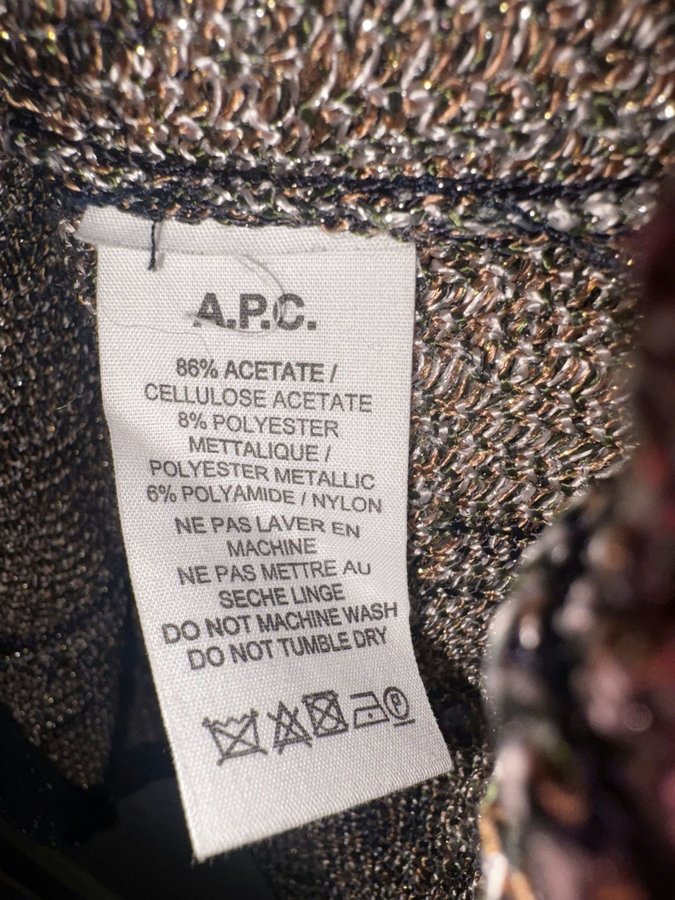 A.P.C.
86% ACETATE /
CELLULOSE ACETATE
8% POLYESTER
METTALIQUE /
POLYESTER METALLIC
6% POLYAMIDE / NYLON
NE PAS LAVER EN
MACHINE
NE PAS METTRE AU
SECHE LINGE
DO NOT MACHINE WASH
DO NOT TUMBLE DRY
P